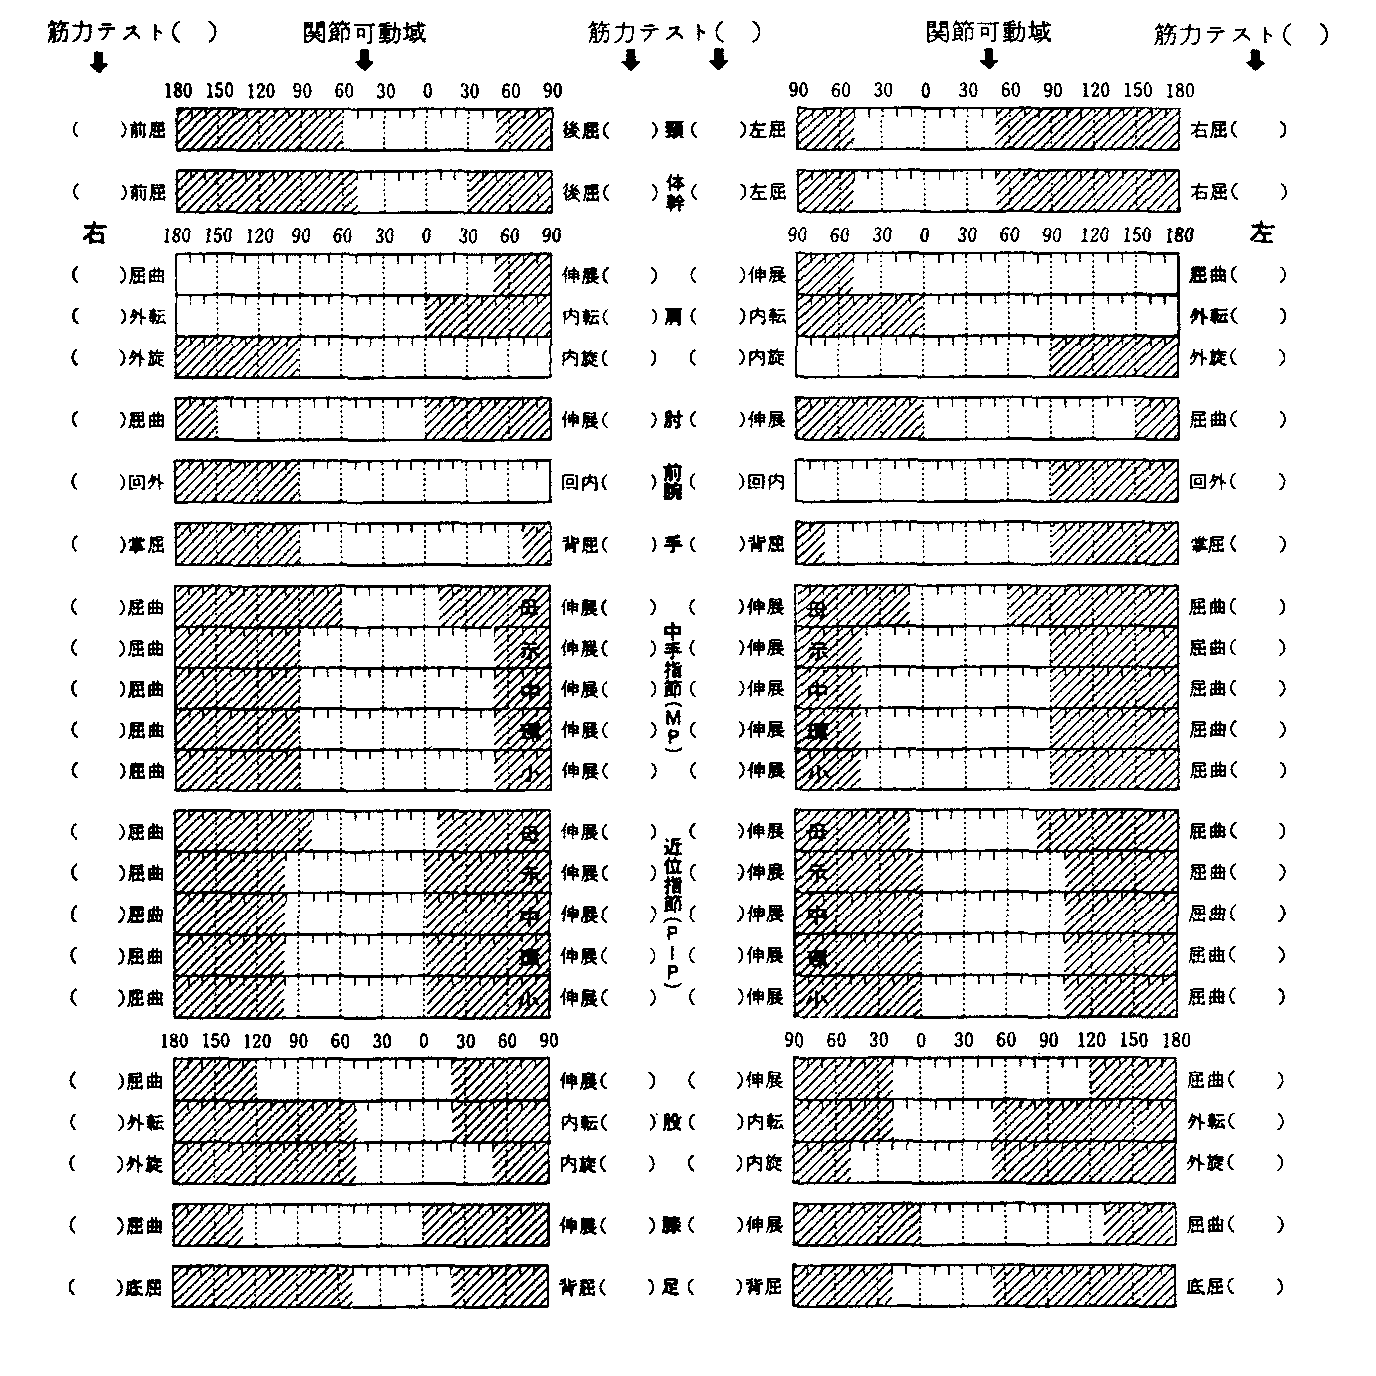 筋力テスト( ) 関節可動域 筋力テスト( ) 関節可動域 筋力テスト( )
180 150 120 90 60 30 0 30 60 90 90 60 30 0 30 60 90 120 150 180
( )前屈 後屈( ) 頸 ( )左屈 右屈( )
( )前屈 後屈( ) 体幹 ( )左屈 右屈( )
右 180 150 120 90 60 30 0 30 60 90 90 60 30 0 30 60 90 120 150 180 左
( )屈曲 伸展( ) ( )伸展 屈曲( )
( )外転 内転( ) 肩 ( )内転 外転( )
( )外旋 内旋( ) ( )内旋 外旋( )
( )屈曲 伸展( ) 肘 ( )伸展 屈曲( )
( )回外 回内( ) 前腕 ( )回内 回外( )
( )掌屈 背屈( ) 手 ( )背屈 掌屈( )
中手指節(MP)
( )屈曲 母 伸展( ) ( )伸展 母 屈曲( )
( )屈曲 示 伸展( ) ( )伸展 示 屈曲( )
( )屈曲 中 伸展( ) ( )伸展 中 屈曲( )
( )屈曲 環 伸展( ) ( )伸展 環 屈曲( )
( )屈曲 小 伸展( ) ( )伸展 小 屈曲( )
近位指節(PIP)
( )屈曲 母 伸展( ) ( )伸展 母 屈曲( )
( )屈曲 示 伸展( ) ( )伸展 示 屈曲( )
( )屈曲 中 伸展( ) ( )伸展 中 屈曲( )
( )屈曲 環 伸展( ) ( )伸展 環 屈曲( )
( )屈曲 小 伸展( ) ( )伸展 小 屈曲( )
180 150 120 90 60 30 0 30 60 90 90 60 30 0 30 60 90 120 150 180
( )屈曲 伸展( ) ( )伸展 屈曲( )
( )外転 内転( ) 股 ( )内転 外転( )
( )外旋 内旋( ) ( )内旋 外旋( )
( )屈曲 伸展( ) 膝 ( )伸展 屈曲( )
( )底屈 背屈( ) 足 ( )背屈 底屈( )